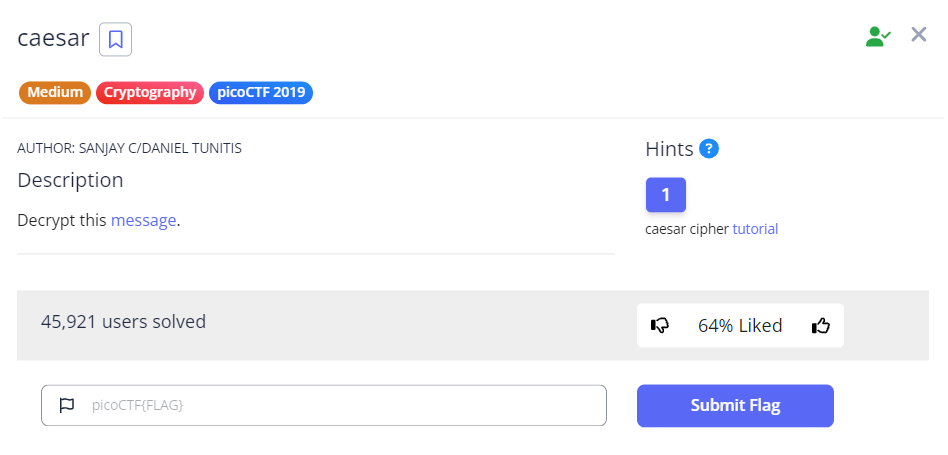 caesar
Medium Cryptography picoCTF 2019
AUTHOR: SANJAY C/DANIEL TUNITIS
Description
Decrypt this message.
Hints ?
1
caesar cipher tutorial
45,921 users solved
64% Liked
picoCTF{FLAG}
Submit Flag